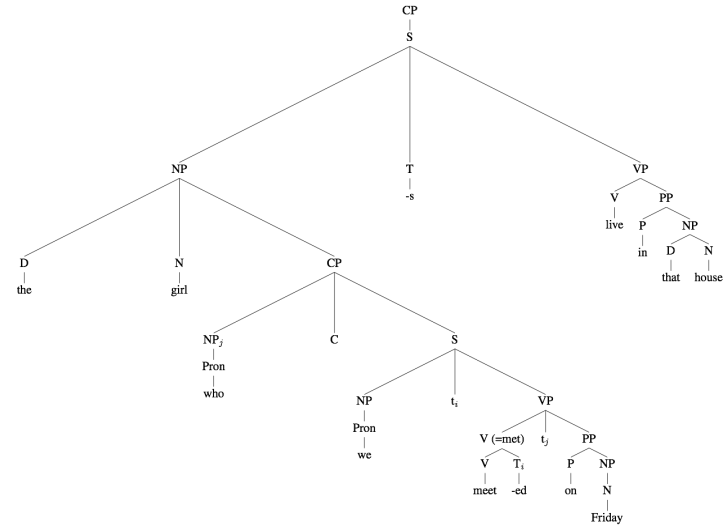 CP
S
NP T VP
-s V PP
live P NP
in D N
that house
D N CP
the girl
NPj C S
Pron
who
NP ti VP
Pron V (=met) tj PP
we V Ti P NP
meet -ed on N
Friday